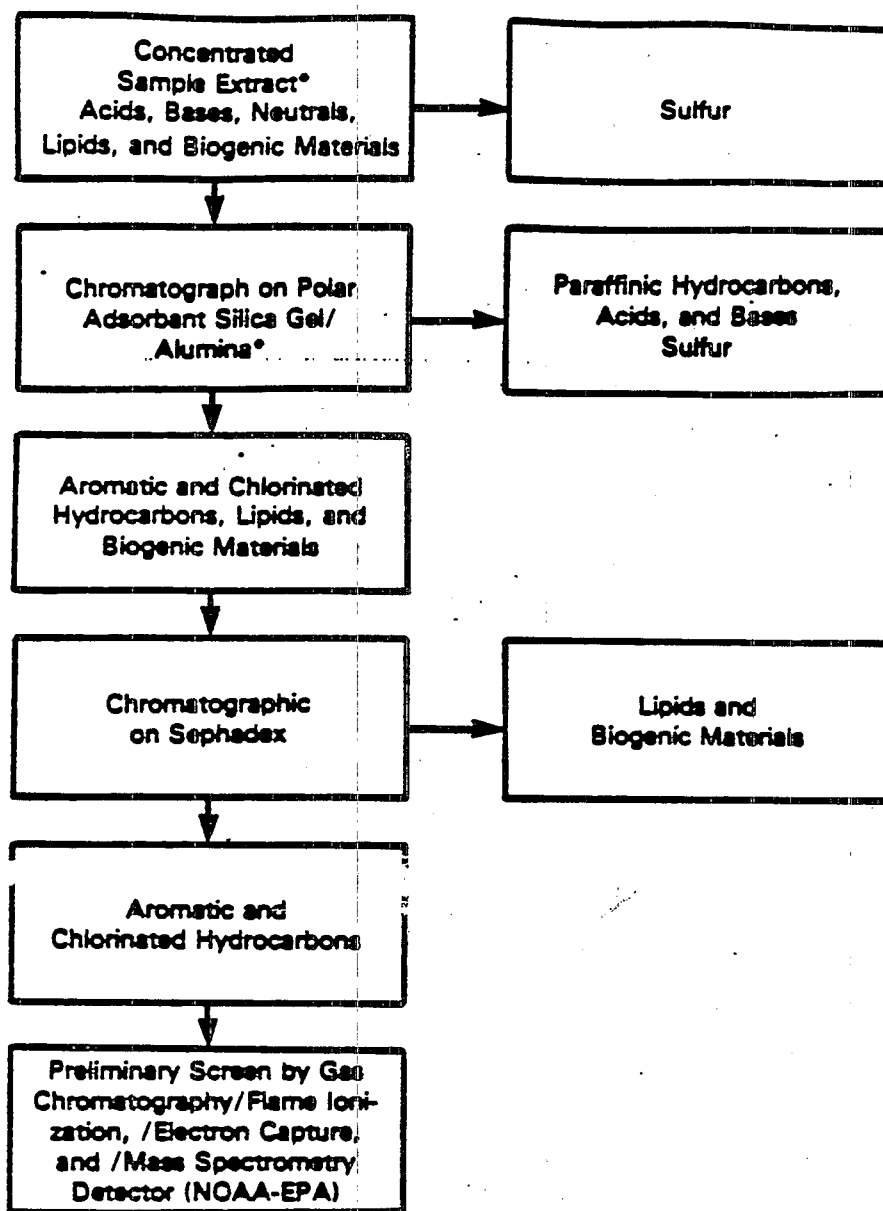 Concentrated
Sample Extract*
Acids, Bases, Neutrals,
Lipids, and Biogenic Materials
Sulfur
Chromatograph on Polar
Adsorbant Silica Gel/
Alumina*
Paraffinic Hydrocarbons,
Acids, and Bases
Sulfur
Aromatic and Chlorinated
Hydrocarbons, Lipids, and
Biogenic Materials
Chromatographic
on Sephadex
Lipids and
Biogenic Materials
Aromatic and
Chlorinated Hydrocarbons
Preliminary Screen by Gas
Chromatography/Flame Ioni-
zation, /Electron Capture,
and /Mass Spectrometry
Detector (NOAA-EPA)